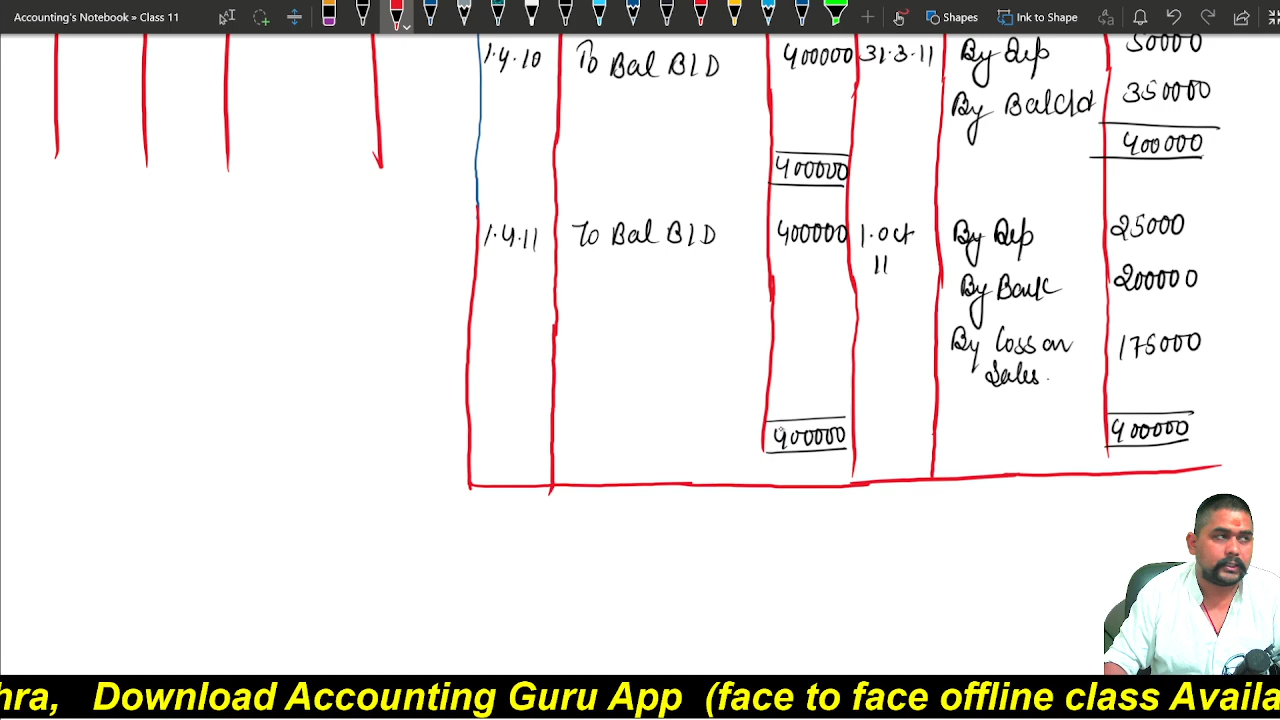 Accounting's Notebook » Class 11
Shapes
Ink to Shape
1.4.10 To Bal B/D 400000 31.3.11 By Dep 50000
By Bal C/d 350000
400000
400000
1.4.11 To Bal B/D 400000 1.Oct 11 By Dep 25000
By Bank 200000
By Loss on Sales. 175000
400000 400000
hra, Download Accounting Guru App (face to face offline class Availa